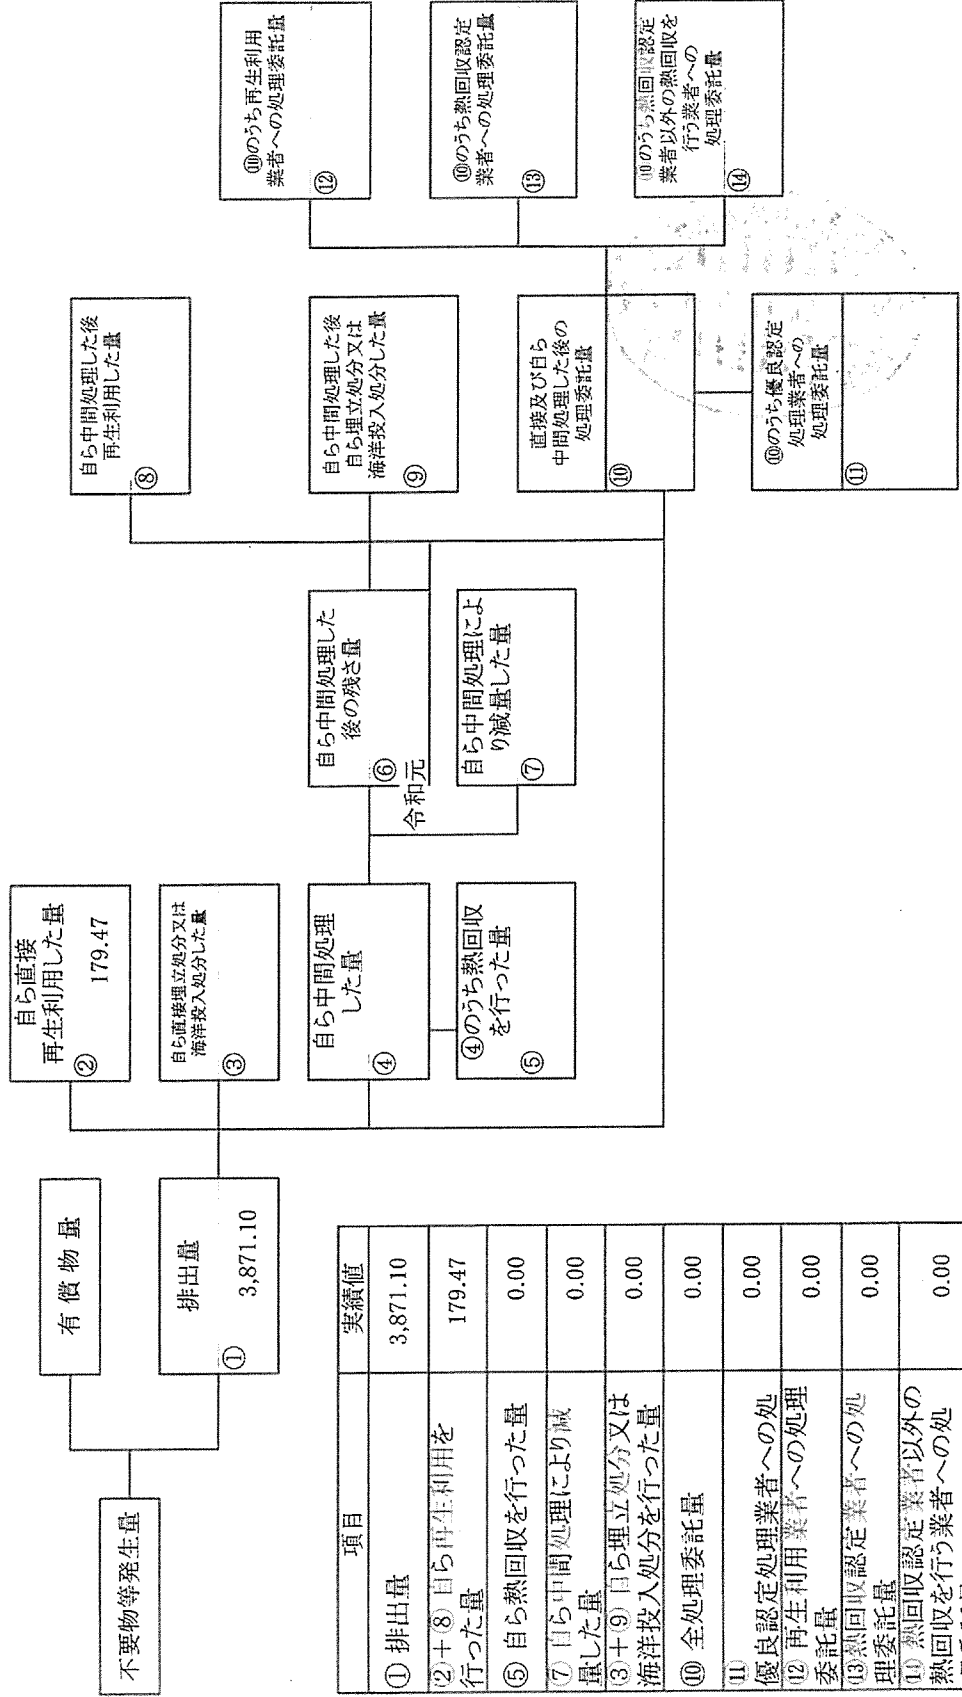 不要物等発生量
有償物量
排出量
①
3,871.10
自ら直接
再生利用した量
②
179.47
自ら直接埋立処分又は
海洋投入処分した量
③
自ら中間処理
した量
④
④のうち熱回収
を行った量
⑤
自ら中間処理した
後の残さ量
⑥
令和元
自ら中間処理によ
り減量した量
⑦
自ら中間処理した後
再生利用した量
⑧
自ら中間処理した後
自ら埋立処分又は
海洋投入処分した量
⑨
直接及び自ら
中間処理した後の
処理委託量
⑩
⑩のうち優良認定
処理業者への
処理委託量
⑪
⑩のうち再生利用
業者への処理委託量
⑫
⑩のうち熱回収認定
業者への処理委託量
⑬
⑩のうち熱回収認定
業者以外の熱回収を
行う業者への
処理委託量
⑭
項目 実績値
① 排出量 3,871.10
②+⑧ 自ら再生利用を
行った量 179.47
⑤ 自ら熱回収を行った量 0.00
⑦ 自ら中間処理により減
量した量 0.00
③+⑨ 自ら埋立処分又は
海洋投入処分を行った量 0.00
⑩ 全処理委託量 0.00
⑪
優良認定処理業者への処 0.00
⑫ 再生利用業者への処理
委託量 0.00
⑬熱回収認定業者への処
理委託量 0.00
⑭ 熱回収認定業者以外の
熱回収を行う業者への処 0.00